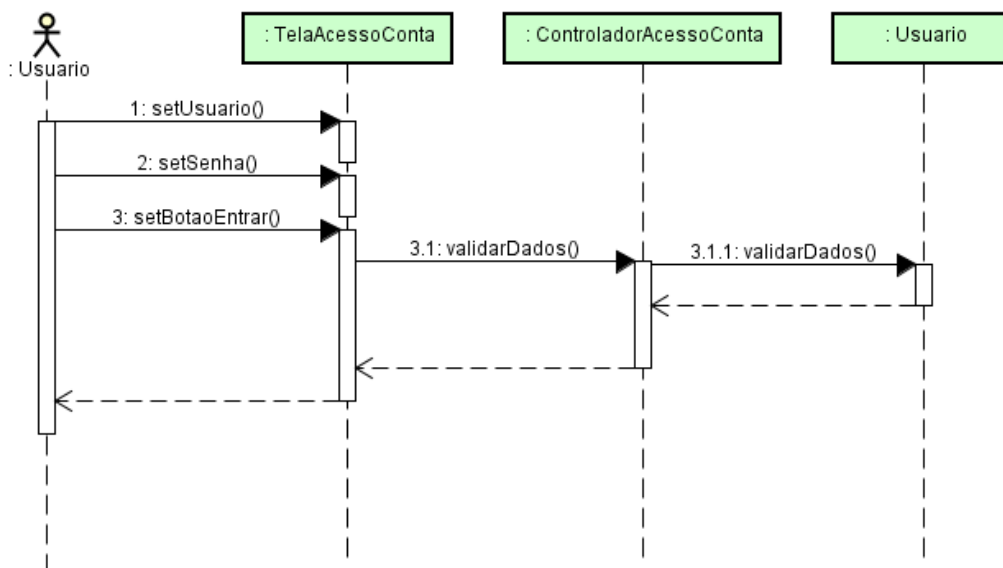 : TelaAcessoConta
: ControladorAcessoConta
: Usuario
: Usuario
1: setUsuario()
2: setSenha()
3: setBotaoEntrar()
3.1: validarDados()
3.1.1: validarDados()